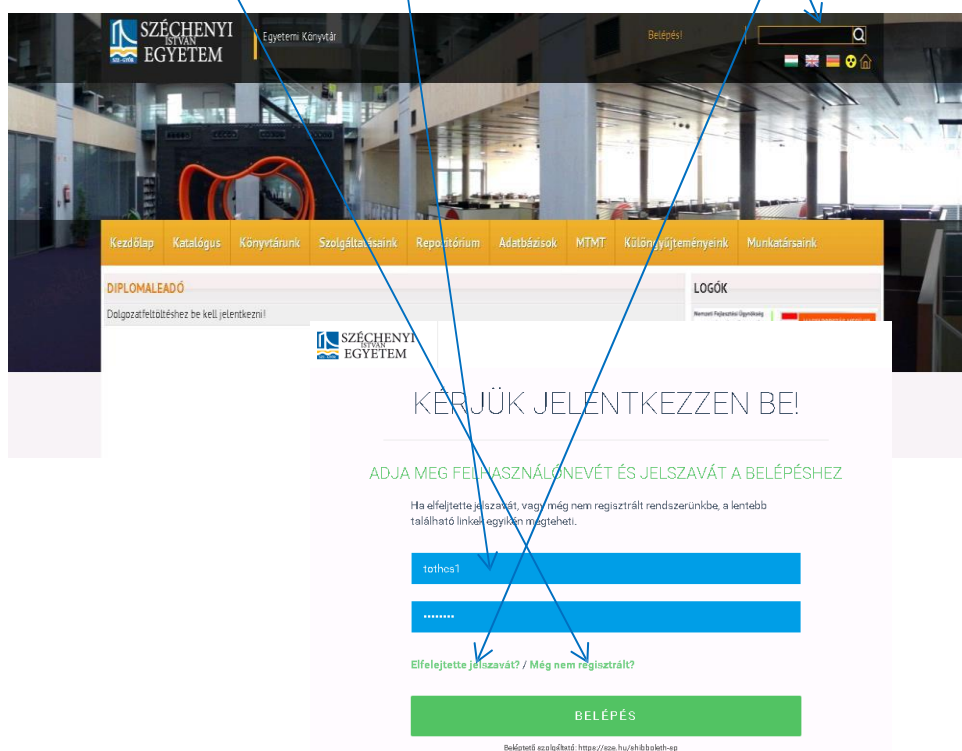 SZÉCHENYI
ISTVÁN
EGYETEM
SZE-GYŐR
Egyetemi Könyvtár
Belépés!
Kezdőlap Katalógus Könyvtárunk Szolgáltatásaink Repozitórium Adatbázisok MTMT Különgyűjteményeink Munkatársaink
DIPLOMALEADÓ
Dolgozatfeltöltéshez be kell jelentkezni!
LOGÓK
Nemzeti Fejlesztési Ügynökség
SZÉCHENYI
ISTVÁN
EGYETEM
KÉRJÜK JELENTKEZZEN BE!
ADJA MEG FELHASZNÁLÓNEVÉT ÉS JELSZAVÁT A BELÉPÉSHEZ
Ha elfeljtette jelszavát, vagy még nem regisztrált rendszerünkbe, a lentebb
található linkek egyikén megteheti.
tothcs1
••••••••
Elfelejtette jelszavát? / Még nem regisztrált?
BELÉPÉS
Beléptető szolgáltató: https://sze.hu/shibboleth-sp